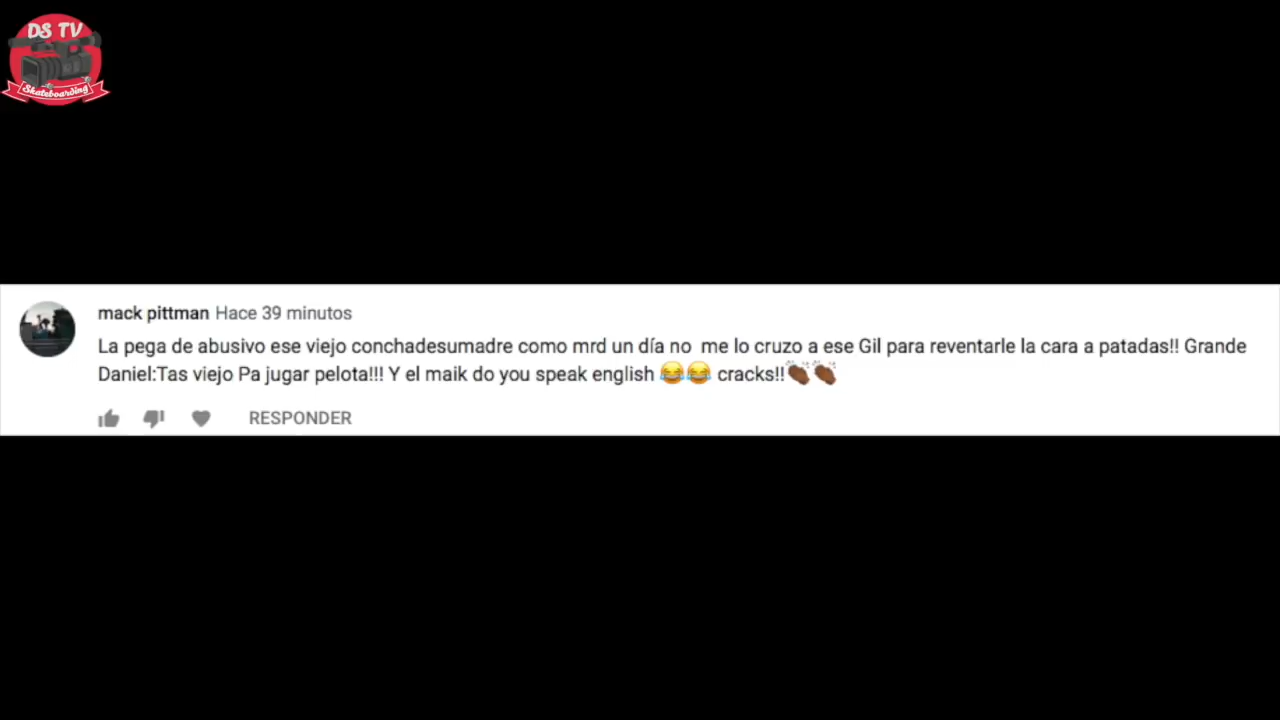 DS TV
Skateboarding
mack pittman Hace 39 minutos
La pega de abusivo ese viejo conchadesumadre como mrd un día no  me lo cruzo a ese Gil para reventarle la cara a patadas!! Grande
Daniel:Tas viejo Pa jugar pelota!!! Y el maik do you speak english 😂😂 cracks!!👏🏾👏🏾
RESPONDER